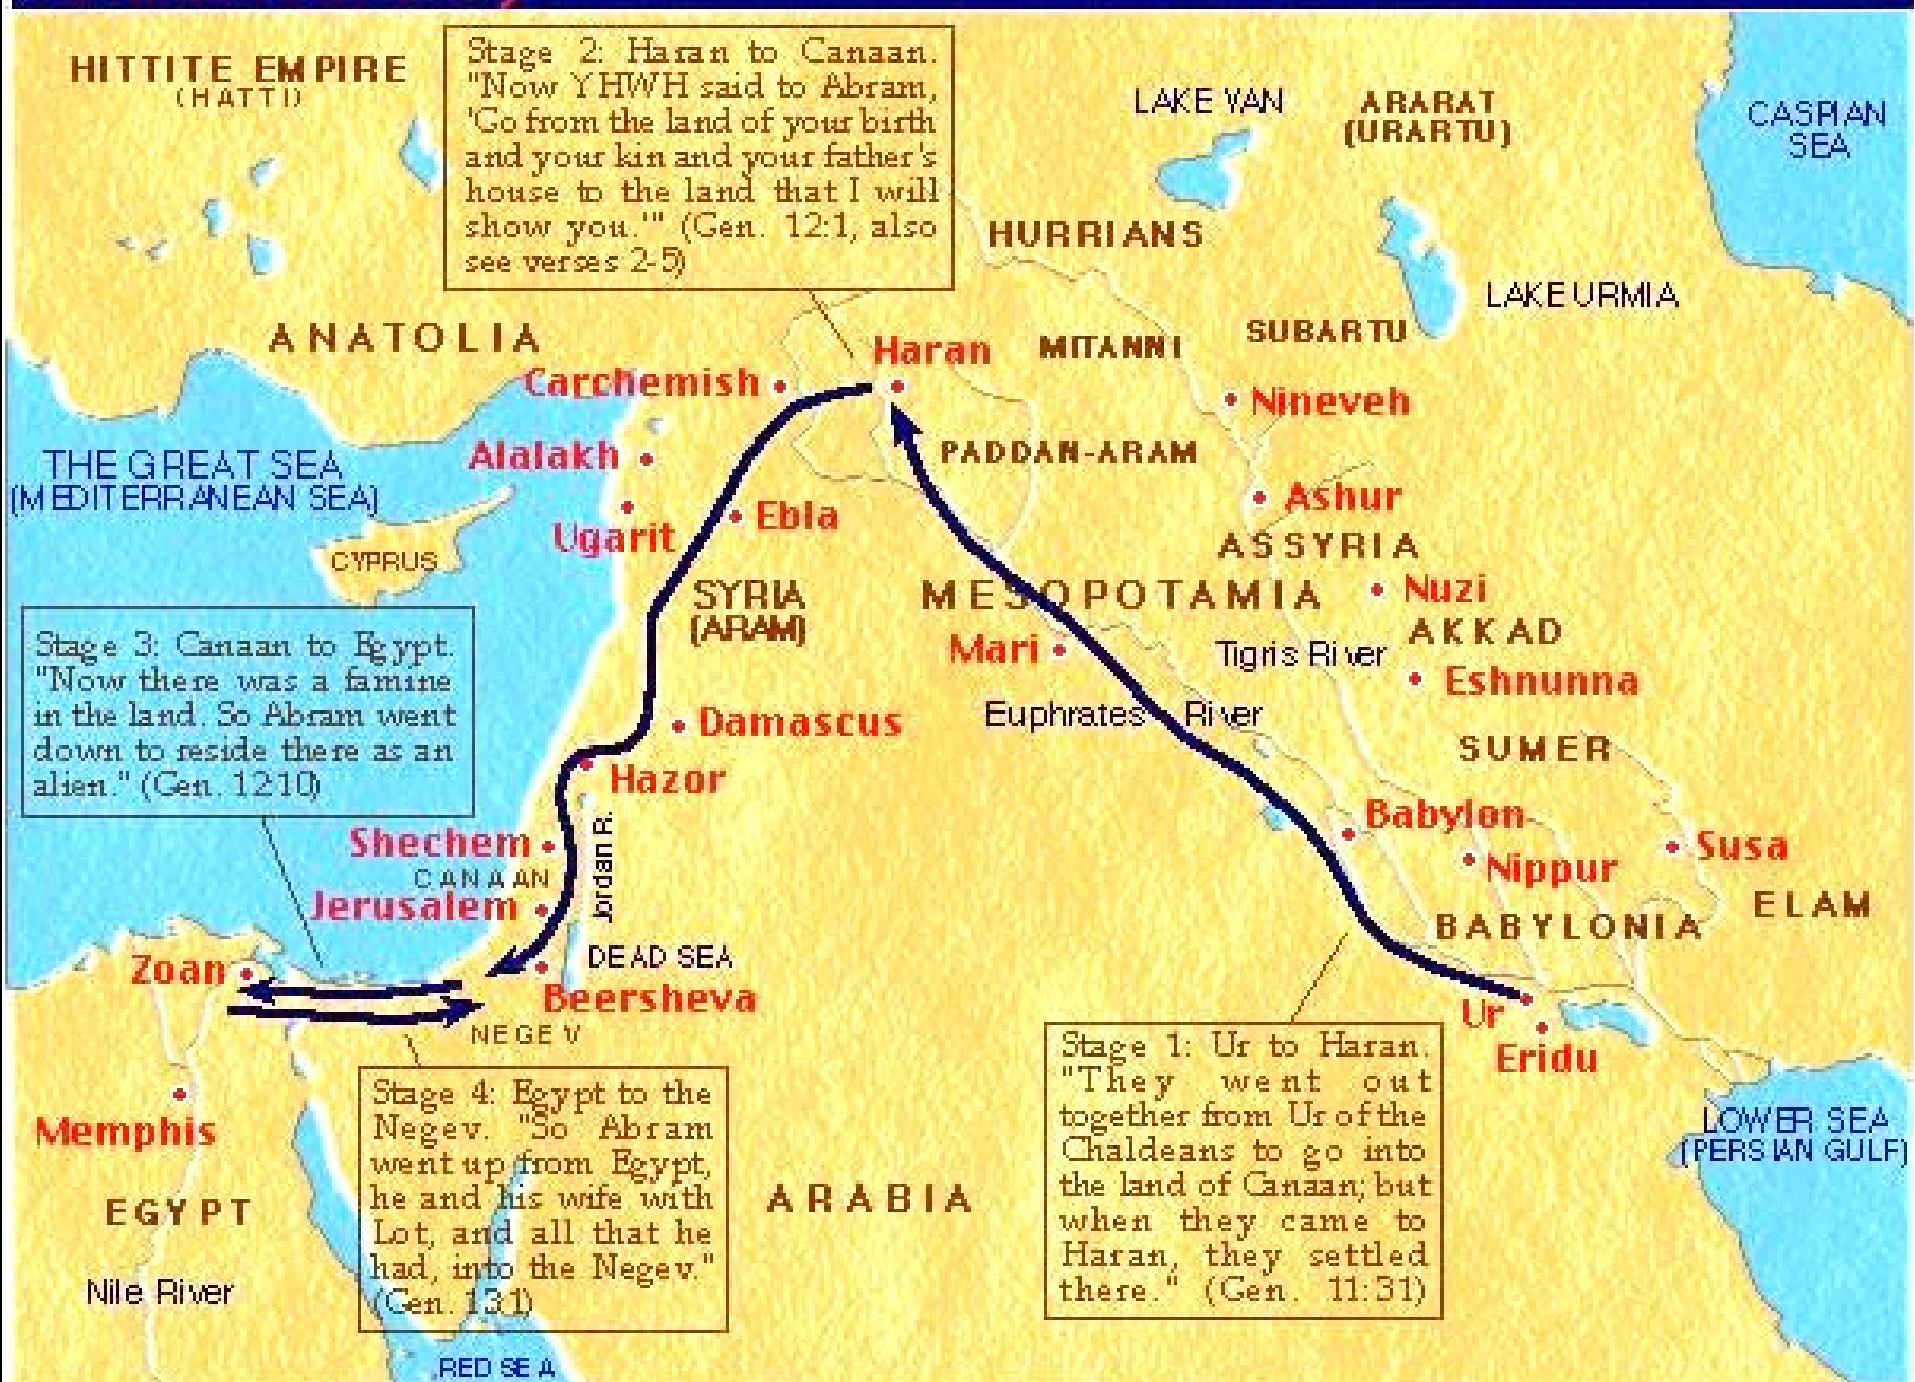 HITTITE EMPIRE
(HATTI)
Stage 2: Haran to Canaan.
"Now YHWH said to Abram,
'Go from the land of your birth
and your kin and your father's
house to the land that I will
show you.'" (Gen. 12:1, also
see verses 2-5)
LAKE VAN
ARARAT
(URARTU)
CASPIAN
SEA
HURRIANS
LAKE URMIA
ANATOLIA
SUBARTU
Haran
MITANNI
Carchemish
Nineveh
Alalakh
PADDAN-ARAM
THE GREAT SEA
(MEDITERRANEAN SEA)
Ashur
Ebla
Ugarit
ASSYRIA
CYPRUS
SYRIA
(ARAM)
MESOPOTAMIA
Nuzi
AKKAD
Stage 3: Canaan to Egypt.
"Now there was a famine
in the land. So Abram went
down to reside there as an
alien." (Gen. 12:10)
Mari
Tigris River
Eshnunna
Euphrates River
Damascus
SUMER
Hazor
Babylon
Shechem
Jordan R.
Nippur
Susa
CANAAN
Jerusalem
ELAM
BABYLONIA
DEAD SEA
Zoan
Beersheva
Ur
NEGEV
Eridu
Stage 1: Ur to Haran.
"They went out
together from Ur of the
Chaldeans to go into
the land of Canaan; but
when they came to
Haran, they settled
there." (Gen. 11:31)
Stage 4: Egypt to the
Negev. "So Abram
went up from Egypt,
he and his wife with
Lot, and all that he
had, into the Negev."
(Gen. 13:1)
Memphis
LOWER SEA
(PERSIAN GULF)
EGYPT
ARABIA
Nile River
RED SEA